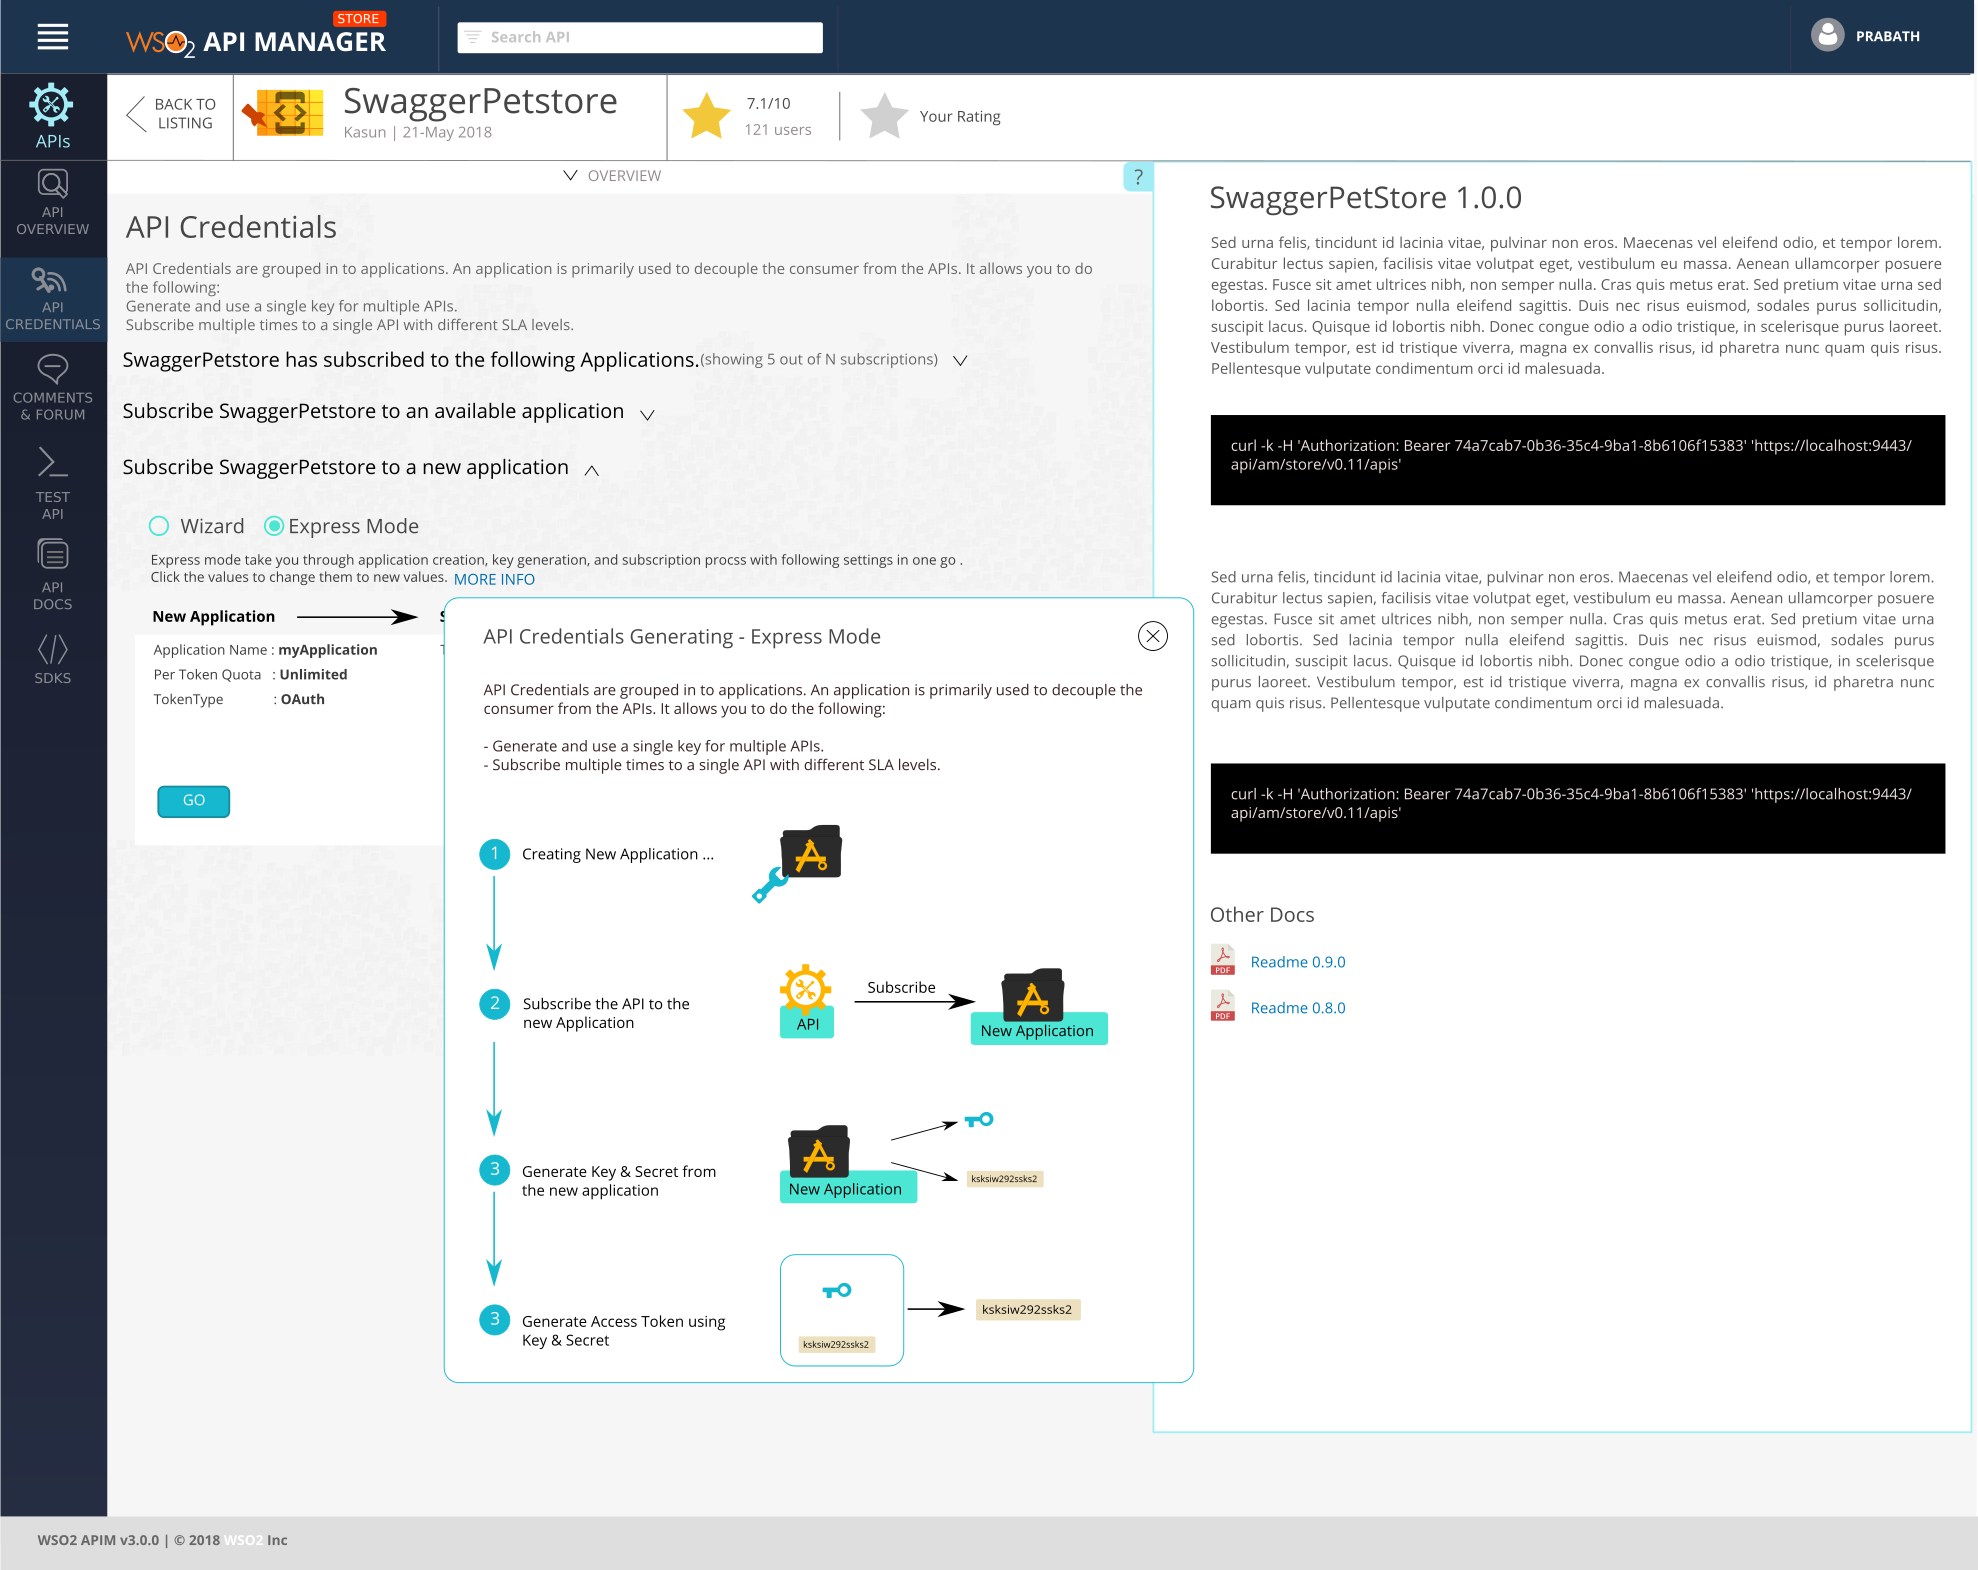 STORE
WSO2 API MANAGER
Search API
PRABATH
APIs
API
OVERVIEW
API
CREDENTIALS
COMMENTS
& FORUM
TEST
API
API
DOCS
SDKS
BACK TO
LISTING
SwaggerPetstore
Kasun | 21-May 2018
7.1/10
121 users
Your Rating
OVERVIEW
?
API Credentials
API Credentials are grouped in to applications. An application is primarily used to decouple the consumer from the APIs. It allows you to do
the following:
Generate and use a single key for multiple APIs.
Subscribe multiple times to a single API with different SLA levels.
SwaggerPetstore has subscribed to the following Applications.(showing 5 out of N subscriptions)
Subscribe SwaggerPetstore to an available application
Subscribe SwaggerPetstore to a new application
Wizard
Express Mode
Express mode take you through application creation, key generation, and subscription procss with following settings in one go .
Click the values to change them to new values. MORE INFO
New Application
Application Name : myApplication
Per Token Quota : Unlimited
TokenType : OAuth
GO
API Credentials Generating - Express Mode
API Credentials are grouped in to applications. An application is primarily used to decouple the
consumer from the APIs. It allows you to do the following:
- Generate and use a single key for multiple APIs.
- Subscribe multiple times to a single API with different SLA levels.
1 Creating New Application ...
2 Subscribe the API to the
new Application
API
Subscribe
New Application
3 Generate Key & Secret from
the new application
New Application
ksksiw292ssks2
3 Generate Access Token using
Key & Secret
ksksiw292ssks2
ksksiw292ssks2
SwaggerPetStore 1.0.0
Sed urna felis, tincidunt id lacinia vitae, pulvinar non eros. Maecenas vel eleifend odio, et tempor lorem.
Curabitur lectus sapien, facilisis vitae volutpat eget, vestibulum eu massa. Aenean ullamcorper posuere
egestas. Fusce sit amet ultrices nibh, non semper nulla. Cras quis metus erat. Sed pretium vitae urna sed
lobortis. Sed lacinia tempor nulla eleifend sagittis. Duis nec risus euismod, sodales purus sollicitudin,
suscipit lacus. Quisque id lobortis nibh. Donec congue odio a odio tristique, in scelerisque purus laoreet.
Vestibulum tempor, est id tristique viverra, magna ex convallis risus, id pharetra nunc quam quis risus.
Pellentesque vulputate condimentum orci id malesuada.
curl -k -H 'Authorization: Bearer 74a7cab7-0b36-35c4-9ba1-8b6106f15383' 'https://localhost:9443/
api/am/store/v0.11/apis'
Sed urna felis, tincidunt id lacinia vitae, pulvinar non eros. Maecenas vel eleifend odio, et tempor lorem.
Curabitur lectus sapien, facilisis vitae volutpat eget, vestibulum eu massa. Aenean ullamcorper posuere
egestas. Fusce sit amet ultrices nibh, non semper nulla. Cras quis metus erat. Sed pretium vitae urna
sed lobortis. Sed lacinia tempor nulla eleifend sagittis. Duis nec risus euismod, sodales purus
sollicitudin, suscipit lacus. Quisque id lobortis nibh. Donec congue odio a odio tristique, in scelerisque
purus laoreet. Vestibulum tempor, est id tristique viverra, magna ex convallis risus, id pharetra nunc
quam quis risus. Pellentesque vulputate condimentum orci id malesuada.
curl -k -H 'Authorization: Bearer 74a7cab7-0b36-35c4-9ba1-8b6106f15383' 'https://localhost:9443/
api/am/store/v0.11/apis'
Other Docs
PDF Readme 0.9.0
PDF Readme 0.8.0
WSO2 APIM v3.0.0 | © 2018 WSO2 Inc